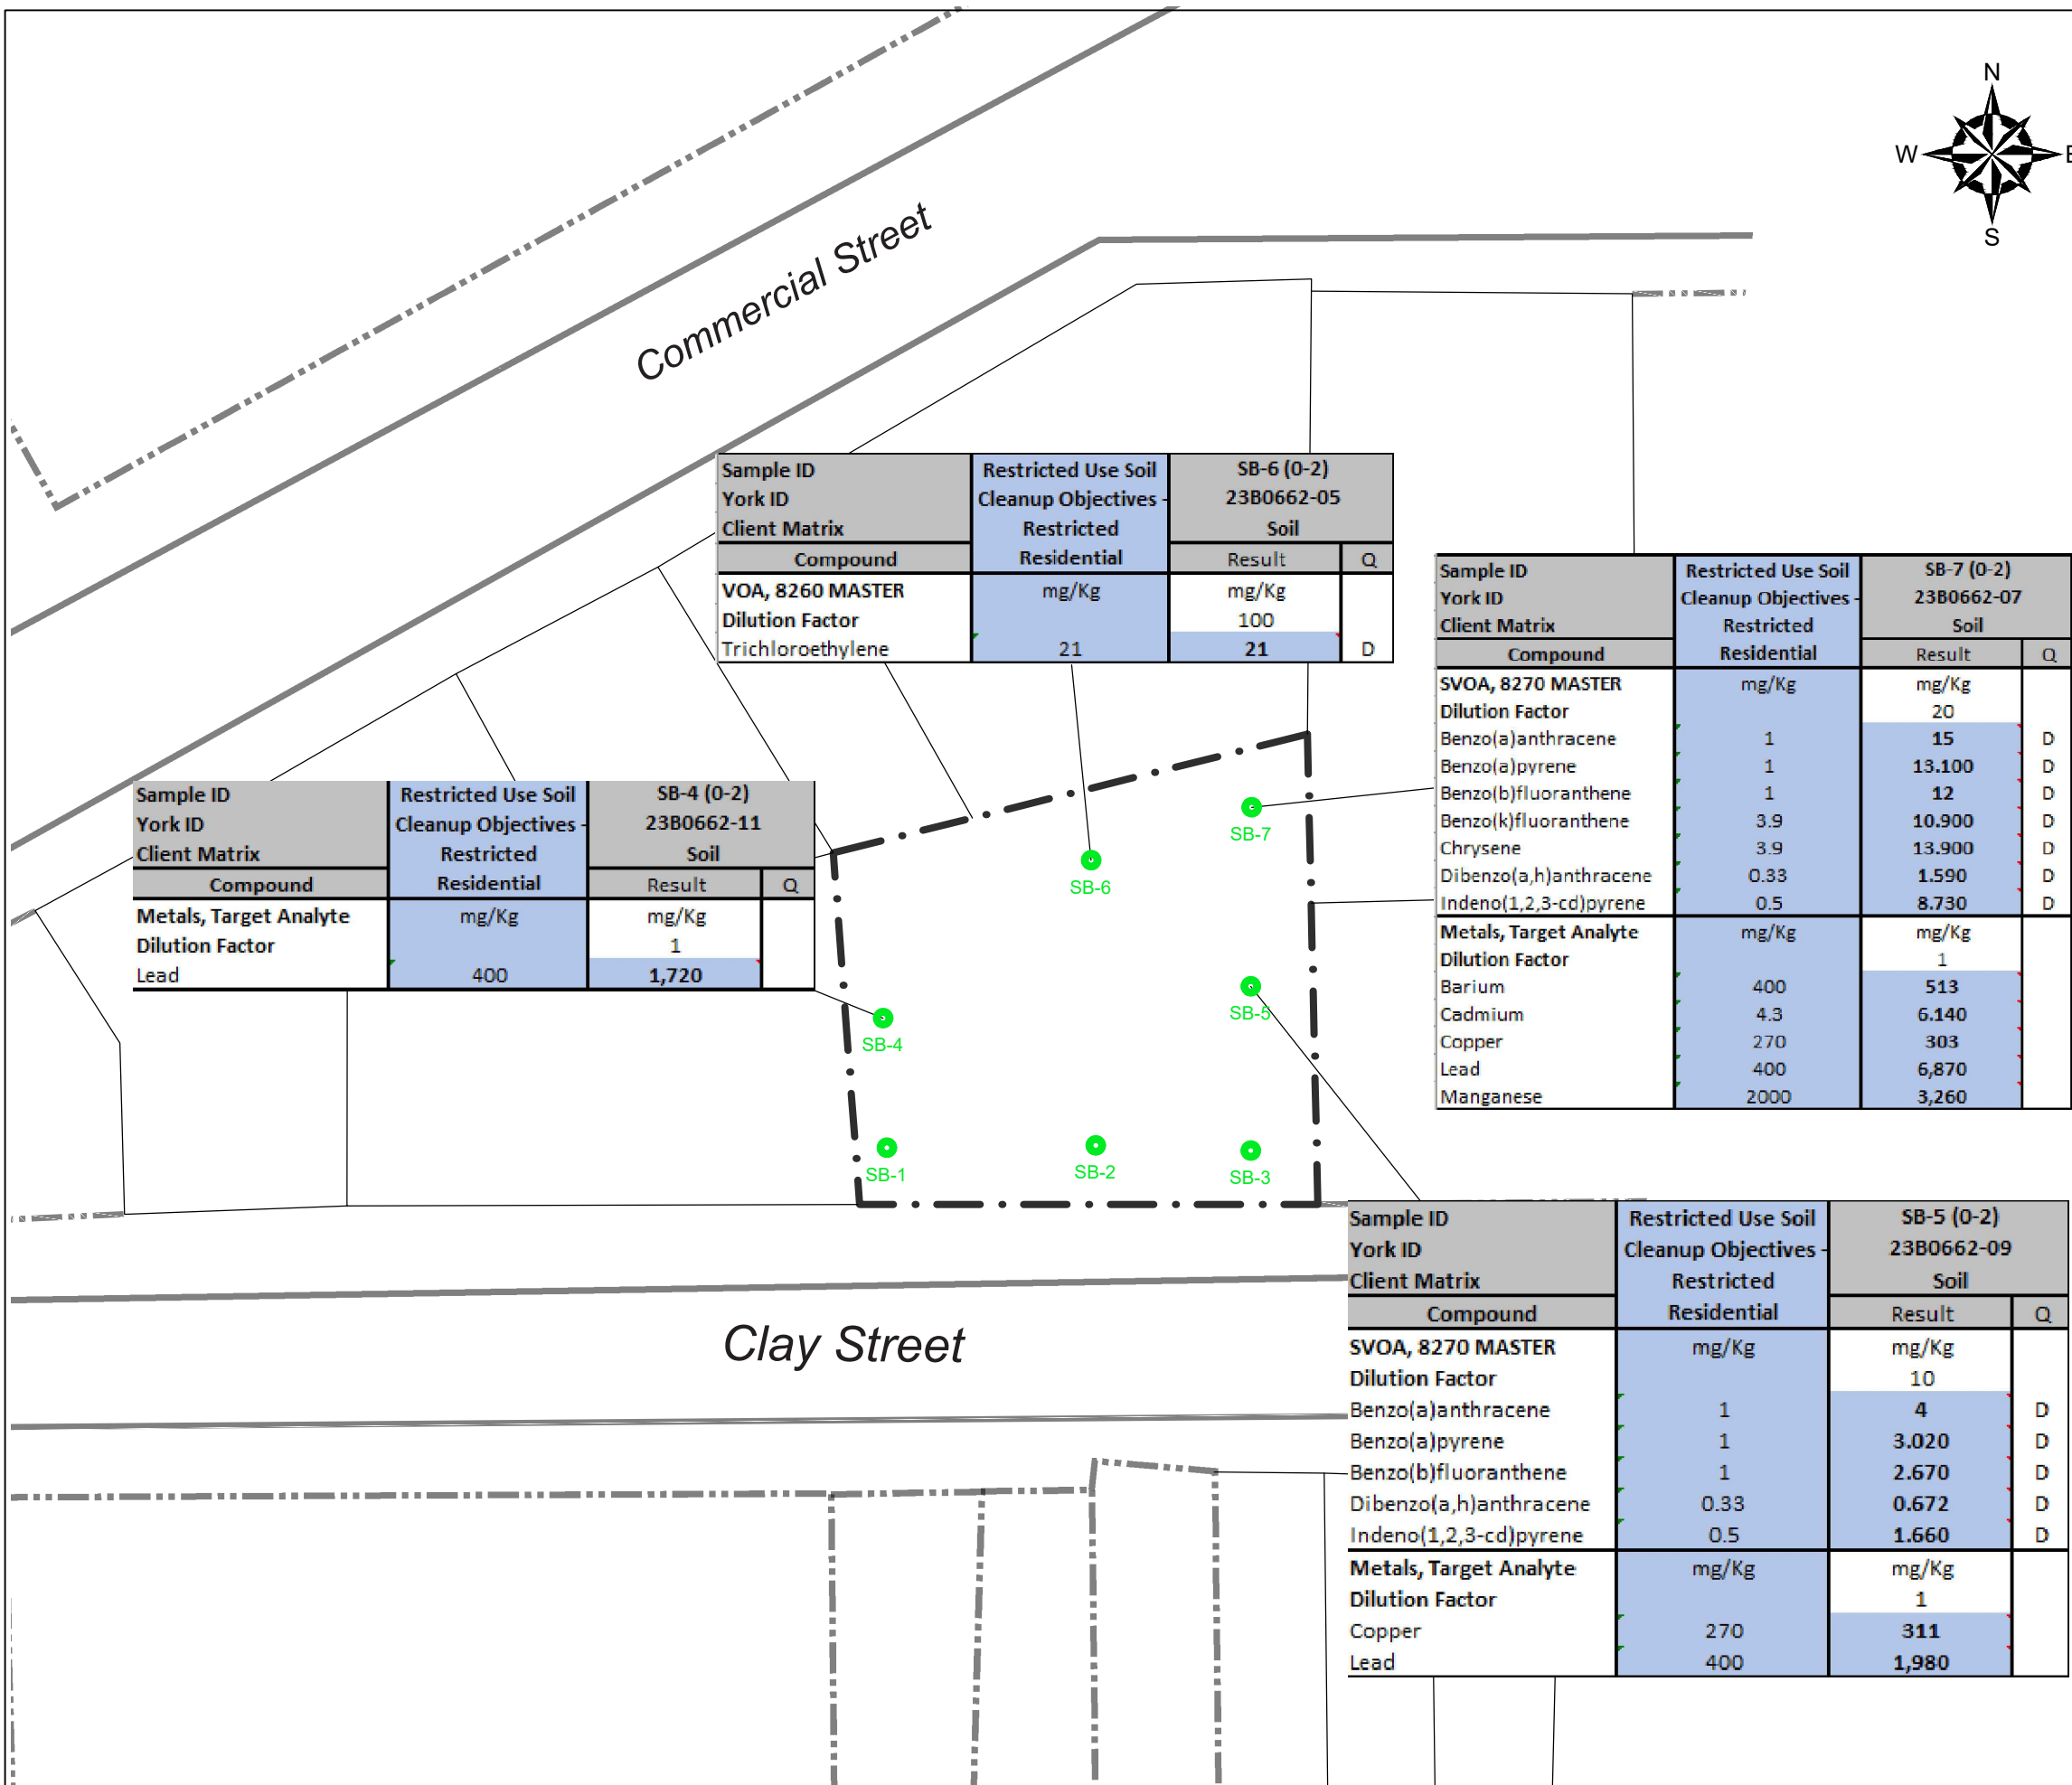 N
W
S
Commercial Street
Sample ID Restricted Use Soil SB-6 (0-2)
York ID Cleanup Objectives - 23B0662-05
Client Matrix Restricted Soil
Compound Residential Result Q
VOA, 8260 MASTER mg/Kg mg/Kg
Dilution Factor 100
Trichloroethylene 21 21 D
Sample ID Restricted Use Soil SB-7 (0-2)
York ID Cleanup Objectives - 23B0662-07
Client Matrix Restricted Soil
Compound Residential Result Q
SVOA, 8270 MASTER mg/Kg mg/Kg
Dilution Factor 20
Benzo(a)anthracene 1 15 D
Benzo(a)pyrene 1 13.100 D
Benzo(b)fluoranthene 1 12 D
Benzo(k)fluoranthene 3.9 10.900 D
Chrysene 3.9 13.900 D
Dibenzo(a,h)anthracene 0.33 1.590 D
Indeno(1,2,3-cd)pyrene 0.5 8.730 D
Metals, Target Analyte mg/Kg mg/Kg
Dilution Factor 1
Barium 400 513
Cadmium 4.3 6.140
Copper 270 303
Lead 400 6,870
Manganese 2000 3,260
Sample ID Restricted Use Soil SB-4 (0-2)
York ID Cleanup Objectives - 23B0662-11
Client Matrix Restricted Soil
Compound Residential Result Q
Metals, Target Analyte mg/Kg mg/Kg
Dilution Factor 1
Lead 400 1,720
SB-7
SB-6
SB-5
SB-4
SB-1
SB-2
SB-3
Sample ID Restricted Use Soil SB-5 (0-2)
York ID Cleanup Objectives - 23B0662-09
Client Matrix Restricted Soil
Compound Residential Result Q
SVOA, 8270 MASTER mg/Kg mg/Kg
Dilution Factor 10
Benzo(a)anthracene 1 4 D
Benzo(a)pyrene 1 3.020 D
Benzo(b)fluoranthene 1 2.670 D
Dibenzo(a,h)anthracene 0.33 0.672 D
Indeno(1,2,3-cd)pyrene 0.5 1.660 D
Metals, Target Analyte mg/Kg mg/Kg
Dilution Factor 1
Copper 270 311
Lead 400 1,980
Clay Street